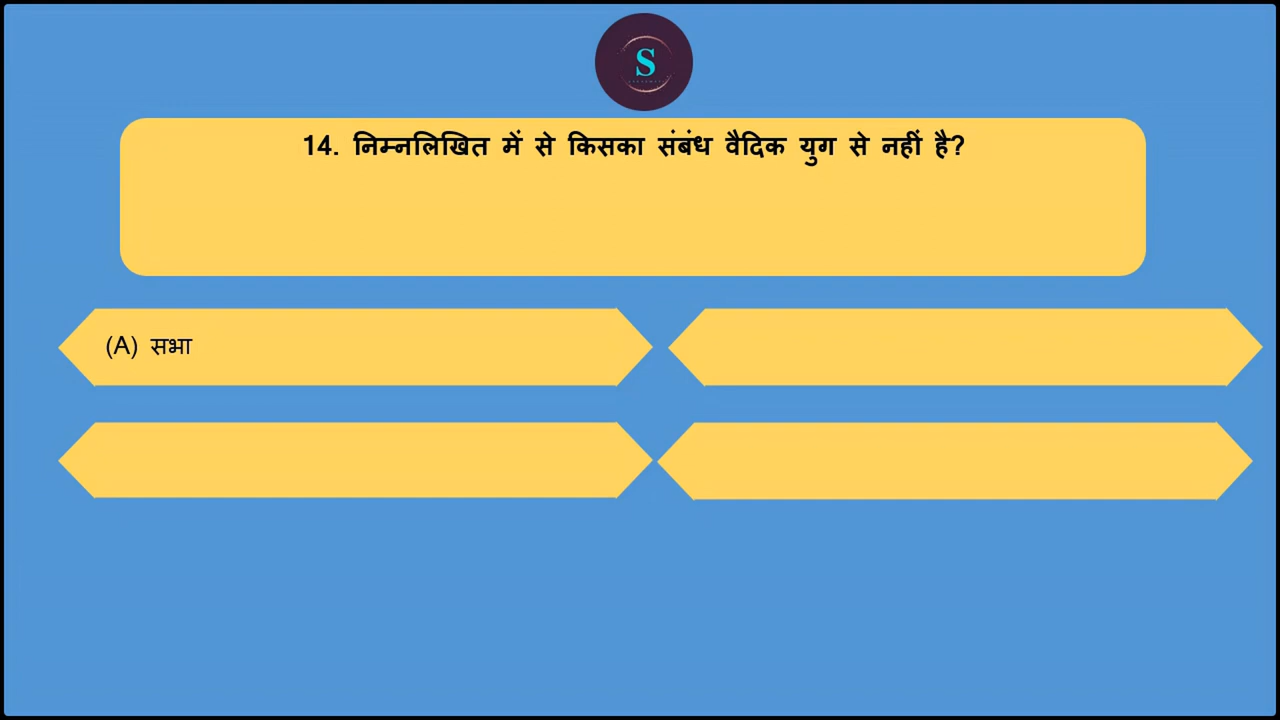 S
14. निम्नलिखित में से किसका संबंध वैदिक युग से नहीं है?
(A) सभा